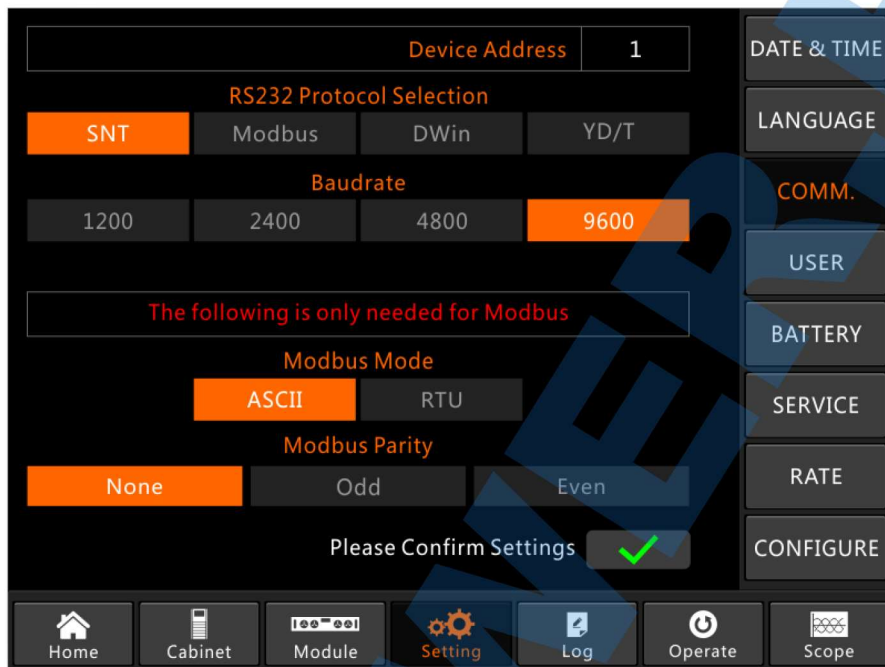 Device Address 1
RS232 Protocol Selection
SNT Modbus DWin YD/T
Baudrate
1200 2400 4800 9600
The following is only needed for Modbus
Modbus Mode
ASCII RTU
Modbus Parity
None Odd Even
Please Confirm Settings
DATE & TIME
LANGUAGE
COMM.
USER
BATTERY
SERVICE
RATE
CONFIGURE
Home Cabinet Module Setting Log Operate Scope